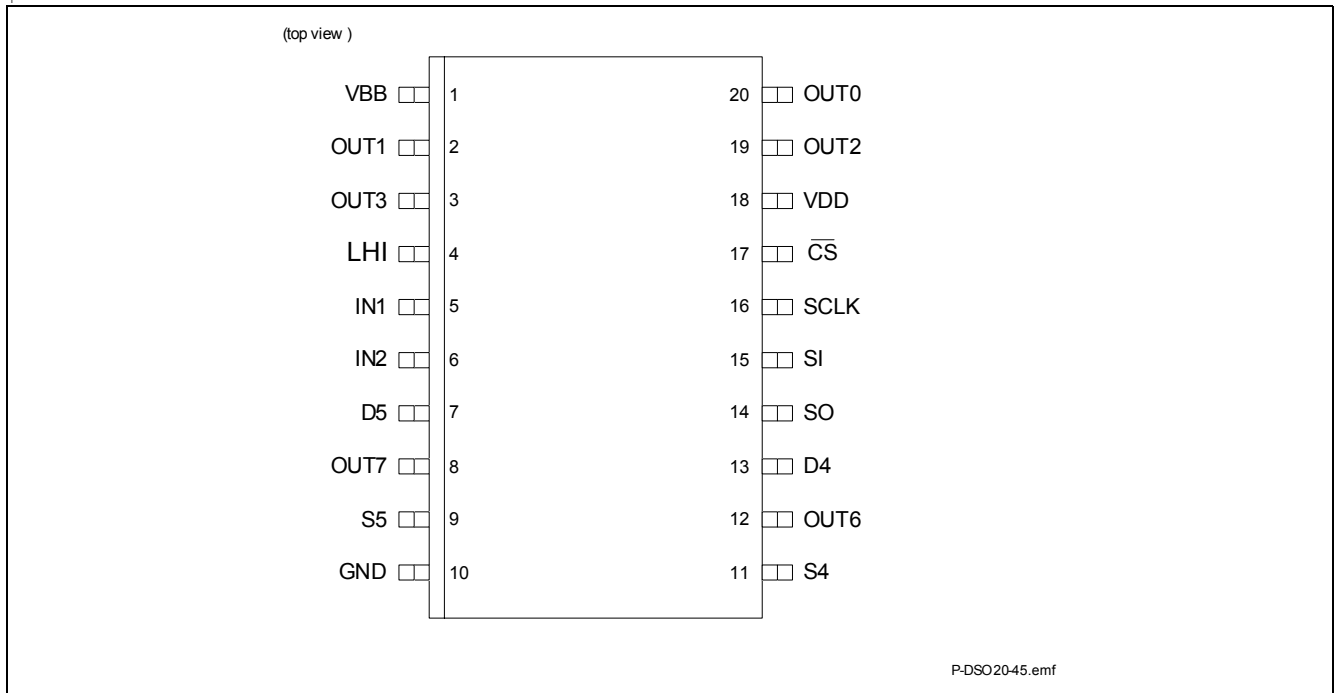 (top view )
VBB 1 20 OUT0
OUT1 2 19 OUT2
OUT3 3 18 VDD
LHI 4 17 C̅S̅
IN1 5 16 SCLK
IN2 6 15 SI
D5 7 14 SO
OUT7 8 13 D4
S5 9 12 OUT6
GND 10 11 S4
P-DSO20-45.emf